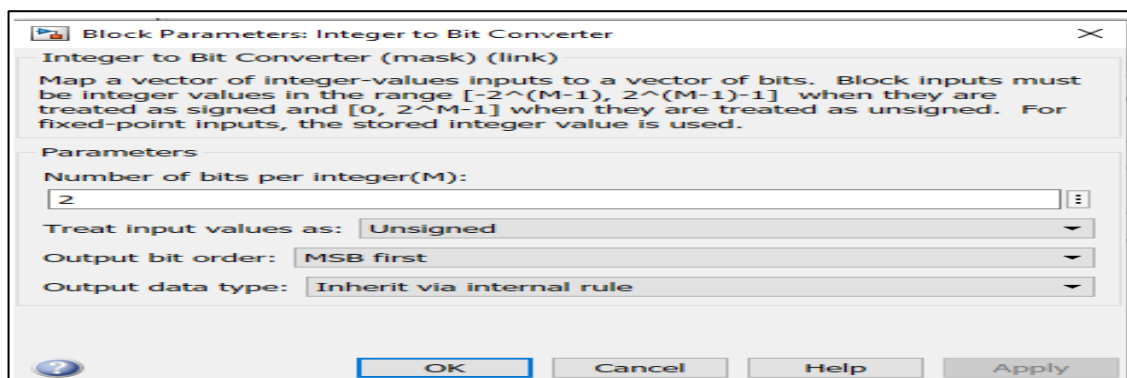 Block Parameters: Integer to Bit Converter
Integer to Bit Converter (mask) (link)
Map a vector of integer-values inputs to a vector of bits. Block inputs must
be integer values in the range [-2^(M-1), 2^(M-1)-1] when they are
treated as signed and [0, 2^M-1] when they are treated as unsigned. For
fixed-point inputs, the stored integer value is used.
Parameters
Number of bits per integer(M):
2
Treat input values as: Unsigned
Output bit order: MSB first
Output data type: Inherit via internal rule
? OK Cancel Help Apply